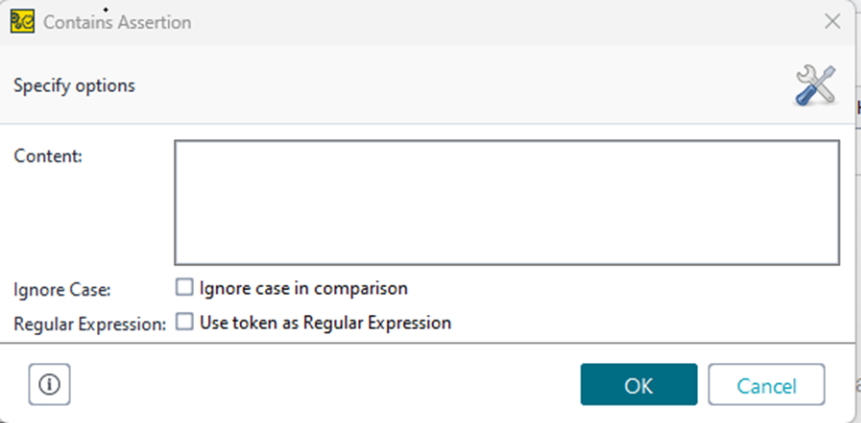 Contains Assertion
Specify options
Content:
Ignore Case: Ignore case in comparison
Regular Expression: Use token as Regular Expression
OK Cancel